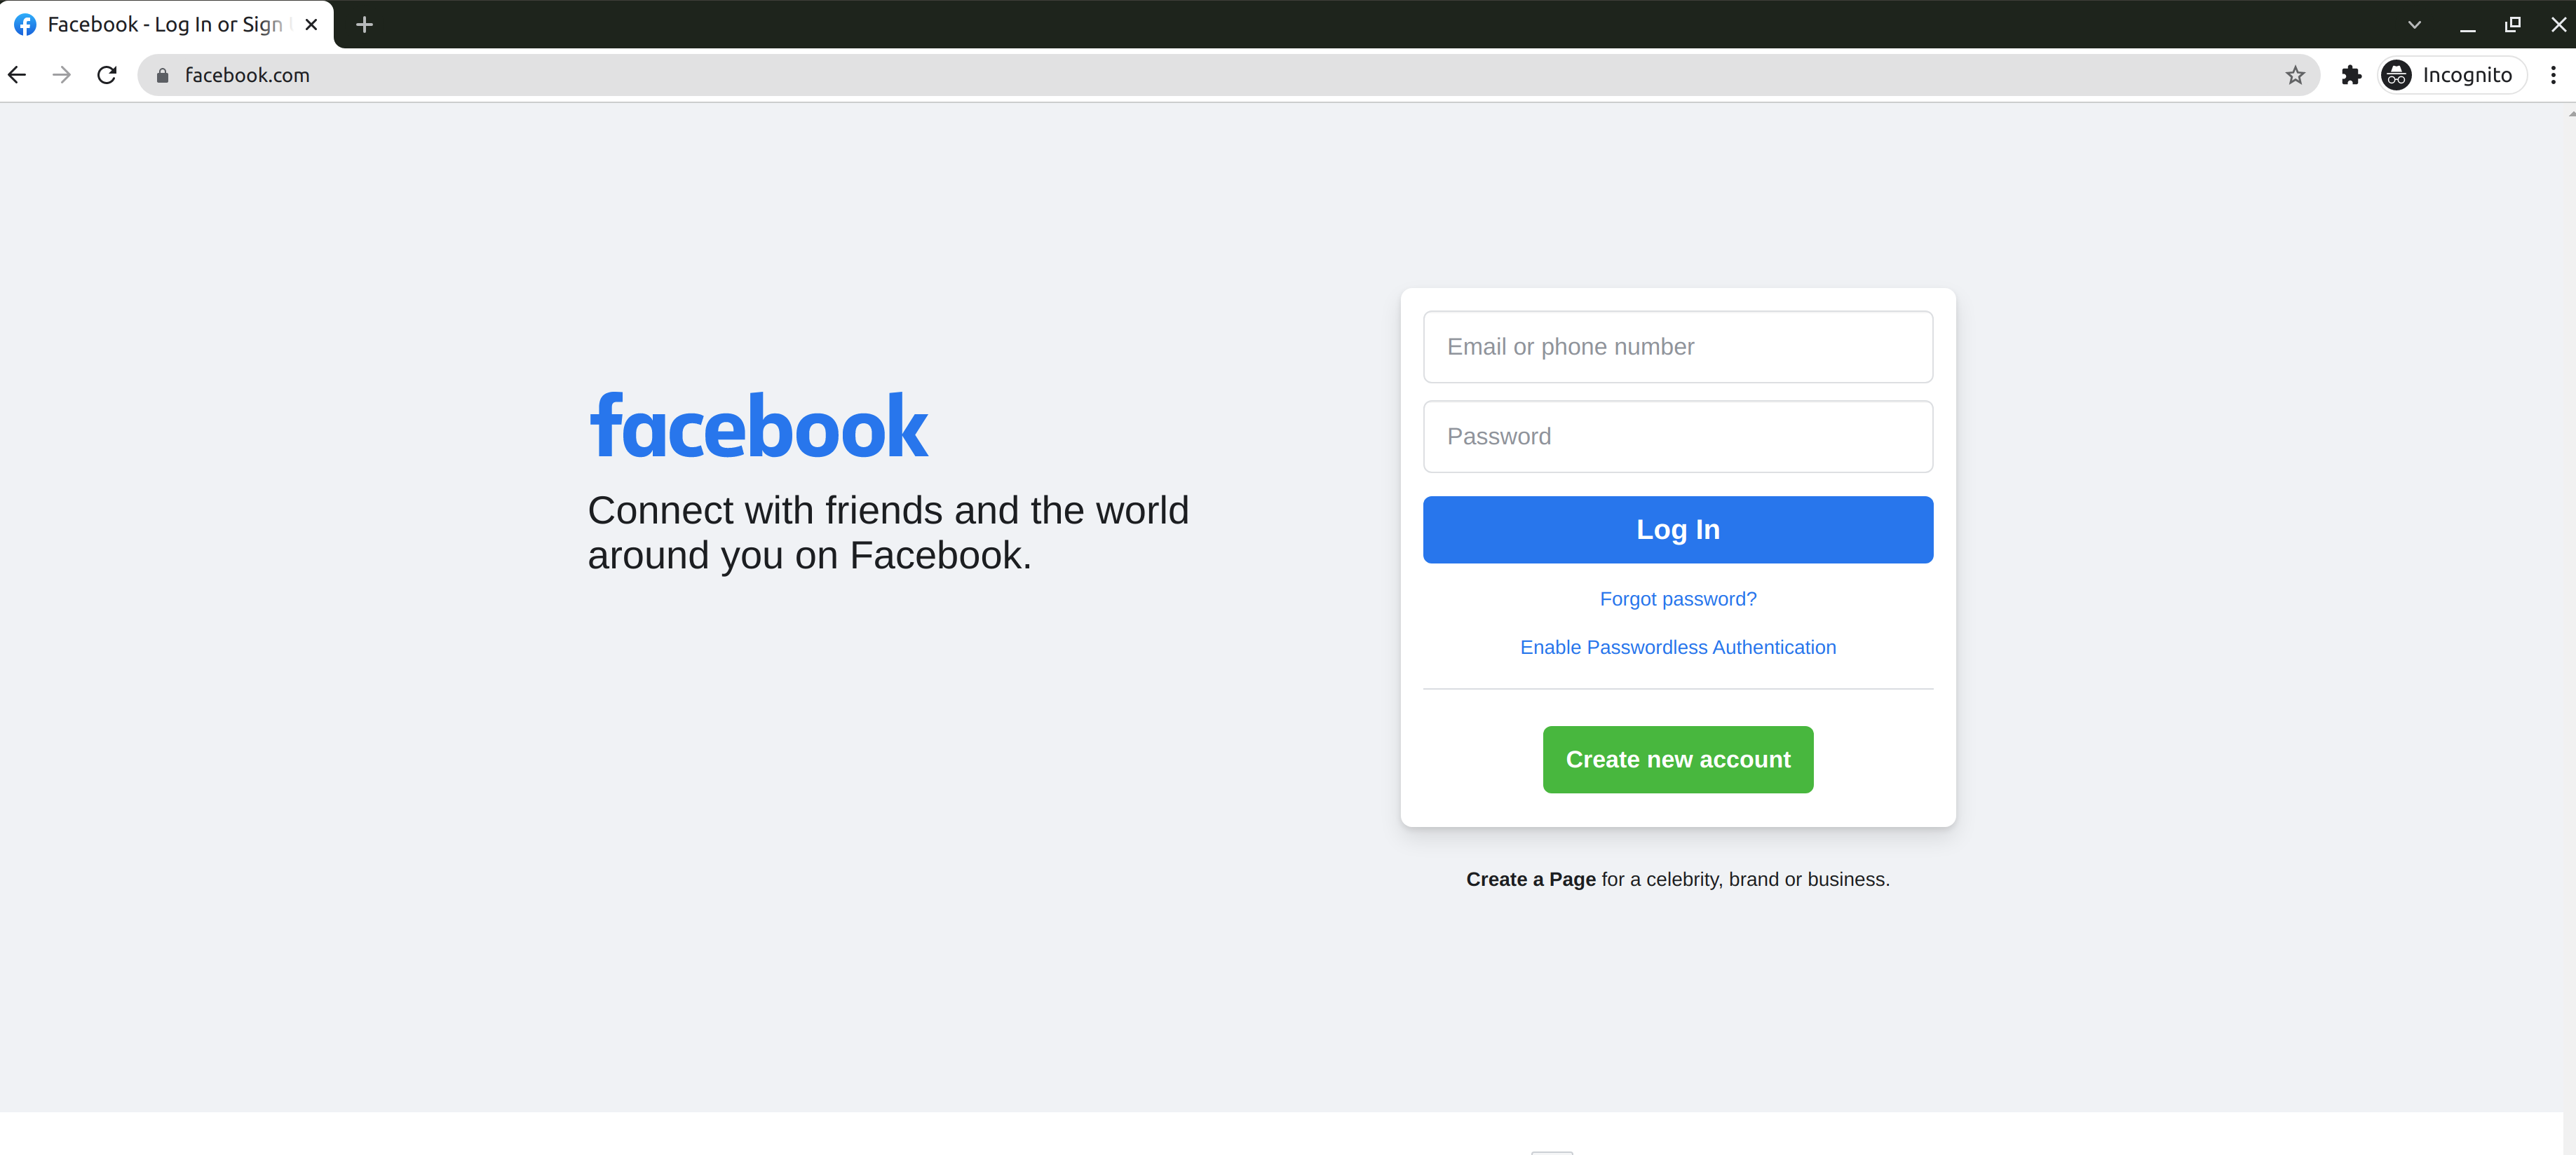 Facebook - Log In or Sign
facebook.com
Incognito
facebook
Connect with friends and the world
around you on Facebook.
Email or phone number
Password
Log In
Forgot password?
Enable Passwordless Authentication
Create new account
Create a Page for a celebrity, brand or business.